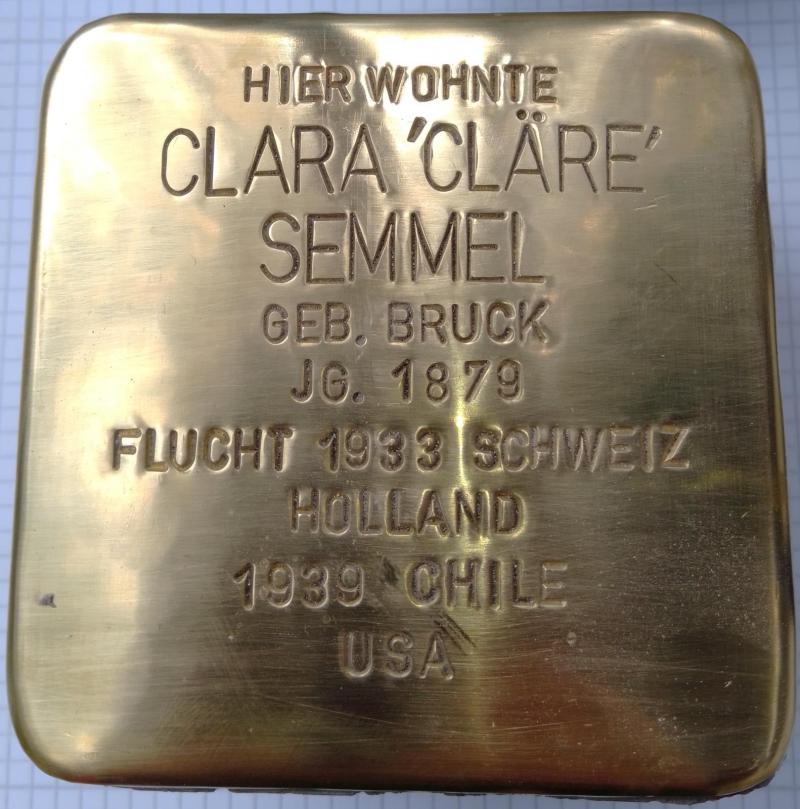 HIER WOHNTE
CLARA 'CLÄRE'
SEMMEL
GEB. BRUCK
JG. 1879
FLUCHT 1933 SCHWEIZ
HOLLAND
1939 CHILE
USA